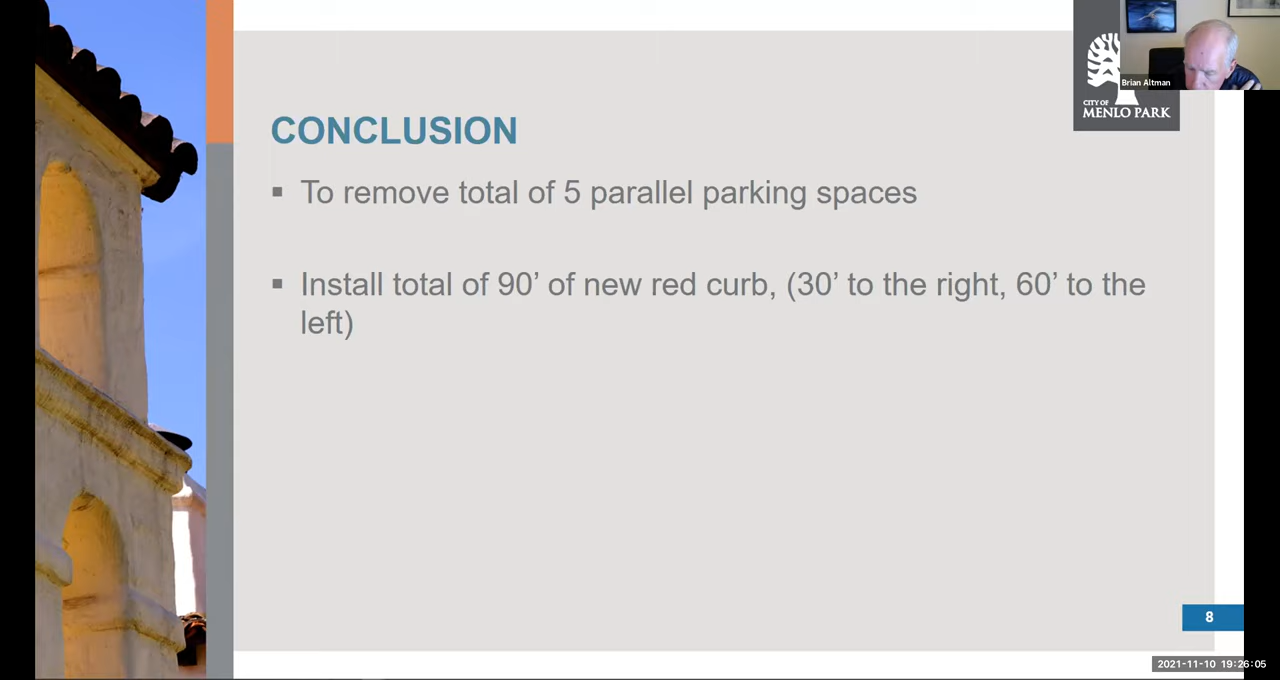 Brian Altman
CITY OF
MENLO PARK
CONCLUSION
▪ To remove total of 5 parallel parking spaces
▪ Install total of 90’ of new red curb, (30’ to the right, 60’ to the
left)
8
2021-11-10 19:26:05